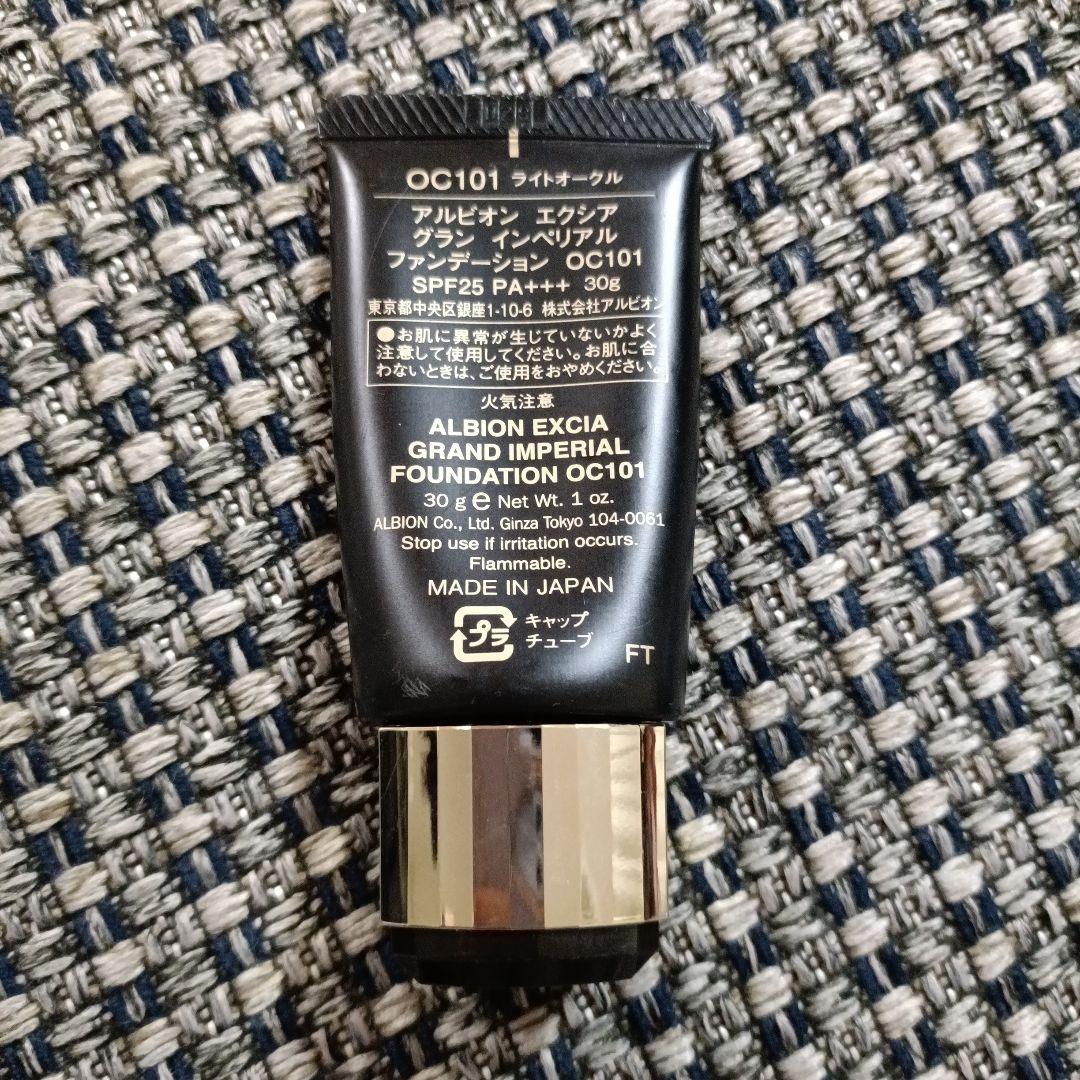 OC101 ライトオークル
アルビオン エクシア
グラン インペリアル
ファンデーション OC101
SPF25 PA+++ 30g
東京都中央区銀座1-10-6 株式会社アルビオン
●お肌に異常が生じていないかよく
注意して使用してください。お肌に合
わないときは、ご使用をおやめください。
火気注意
ALBION EXCIA
GRAND IMPERIAL
FOUNDATION OC101
30 g e Net Wt. 1 oz.
ALBION Co., Ltd. Ginza Tokyo 104-0061
Stop use if irritation occurs.
Flammable.
MADE IN JAPAN
プラ キャップ
チューブ
FT